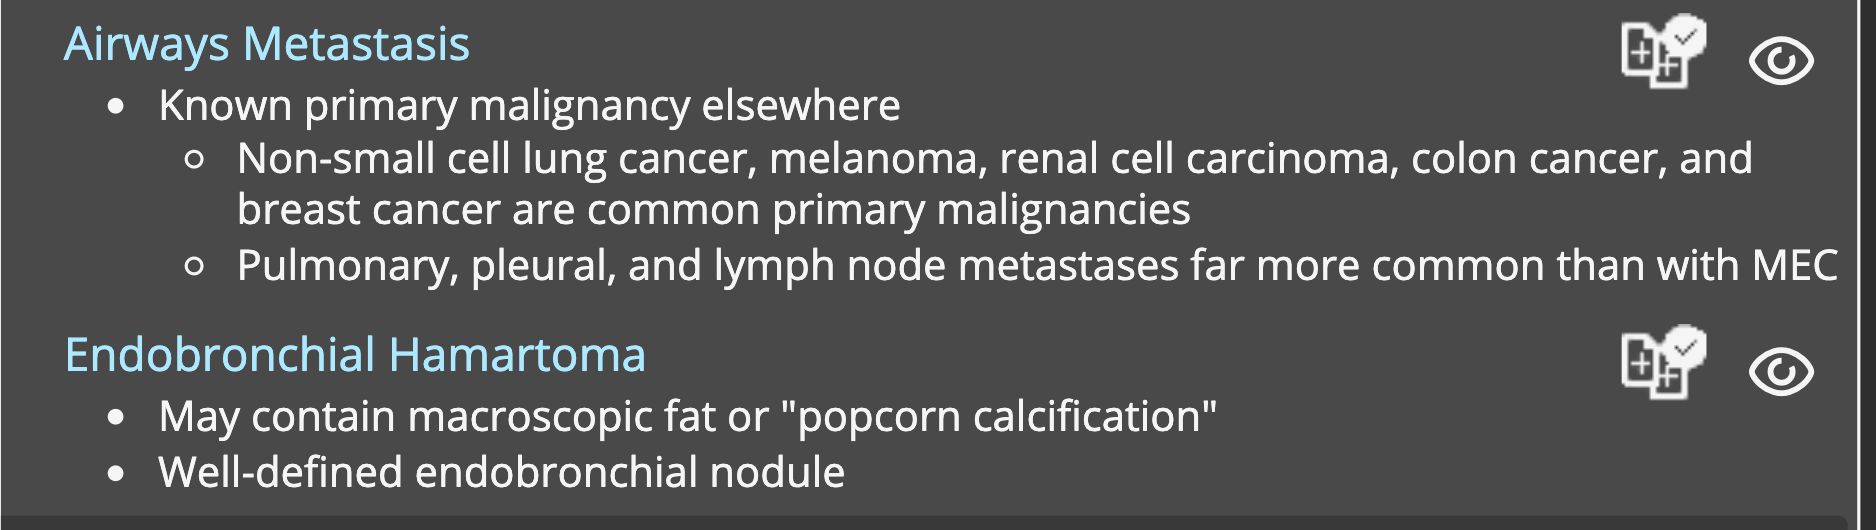 Airways Metastasis
• Known primary malignancy elsewhere
○ Non-small cell lung cancer, melanoma, renal cell carcinoma, colon cancer, and
breast cancer are common primary malignancies
○ Pulmonary, pleural, and lymph node metastases far more common than with MEC
Endobronchial Hamartoma
• May contain macroscopic fat or "popcorn calcification"
• Well-defined endobronchial nodule